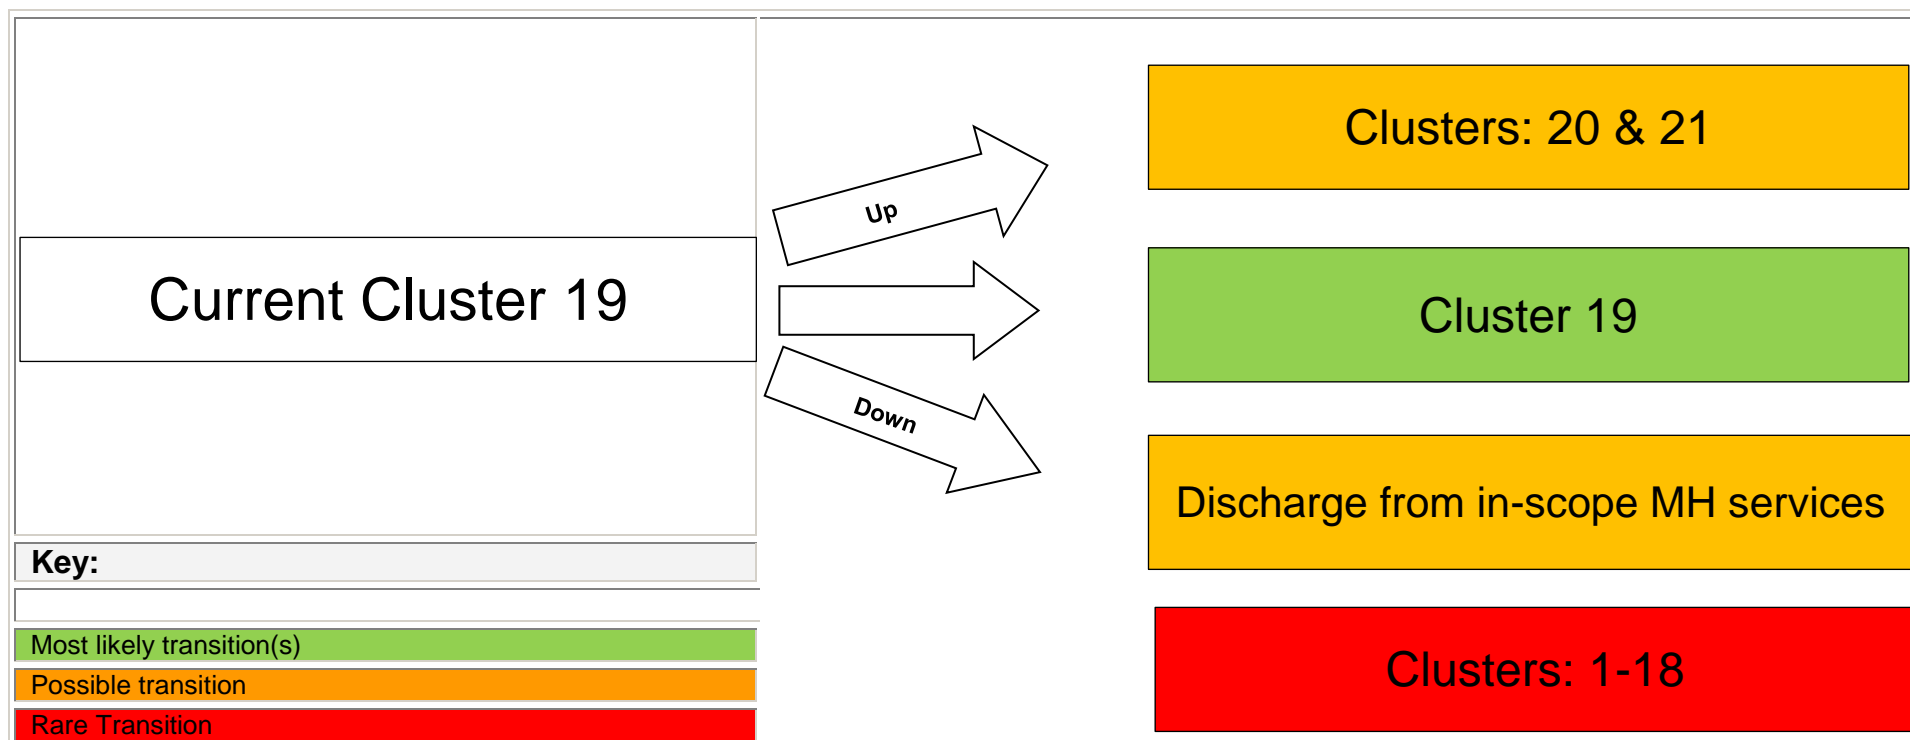 Current Cluster 19
Key:
Most likely transition(s)
Possible transition
Rare Transition
Up
Down
Clusters: 20 & 21
Cluster 19
Discharge from in-scope MH services
Clusters: 1-18